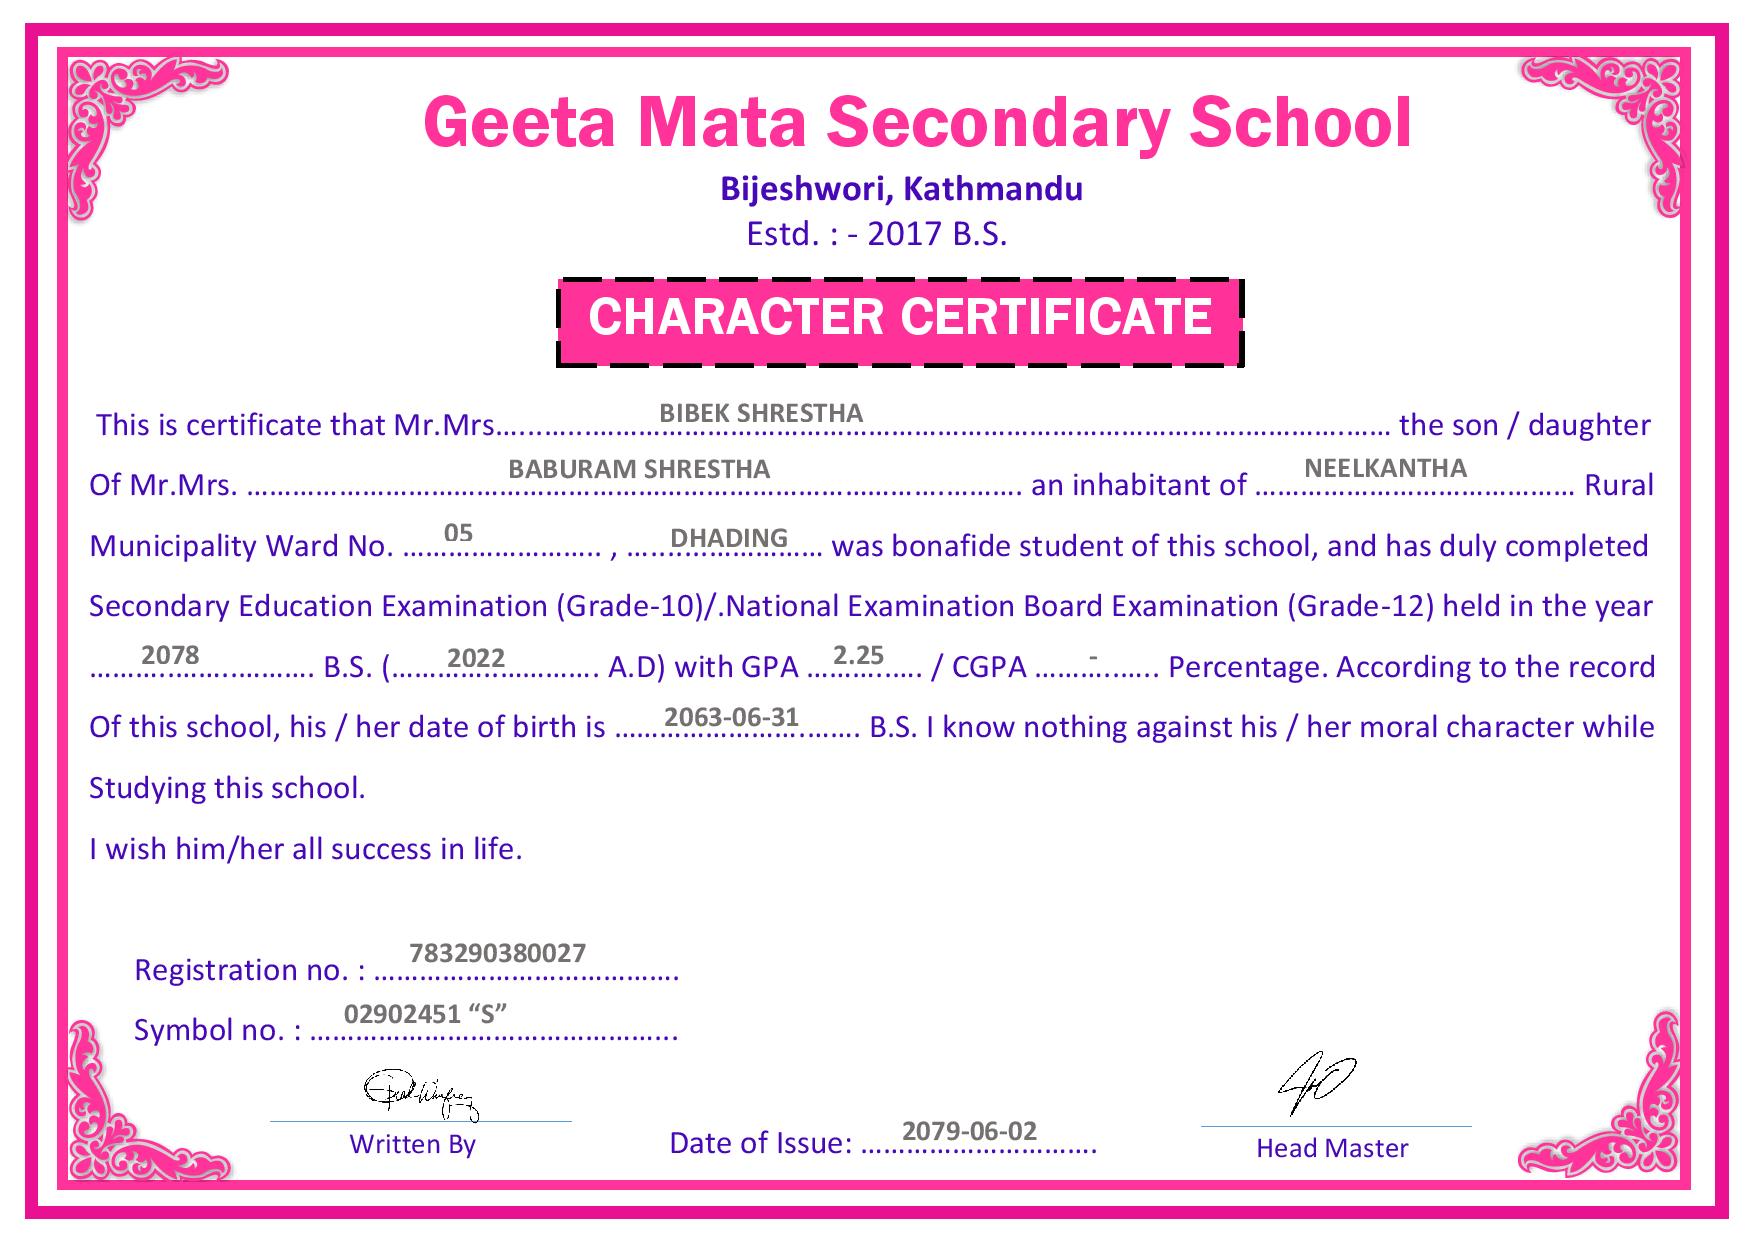 Geeta Mata Secondary School
Bijeshwori, Kathmandu
Estd. : - 2017 B.S.
CHARACTER CERTIFICATE
This is certificate that Mr.Mrs.... BIBEK SHRESTHA ... the son / daughter
Of Mr.Mrs. ... BABURAM SHRESTHA ... an inhabitant of ... NEELKANTHA ... Rural
Municipality Ward No. ... 05 ... , ... DHADING ... was bonafide student of this school, and has duly completed
Secondary Education Examination (Grade-10)/.National Examination Board Examination (Grade-12) held in the year
... 2078 ... B.S. (... 2022 ... A.D) with GPA ... 2.25 ... / CGPA ... - ... Percentage. According to the record
Of this school, his / her date of birth is ... 2063-06-31 ... B.S. I know nothing against his / her moral character while
Studying this school.
I wish him/her all success in life.
Registration no. : ... 783290380027 ...
Symbol no. : ... 02902451 “S” ...
Written By
Date of Issue: ... 2079-06-02 ...
Head Master